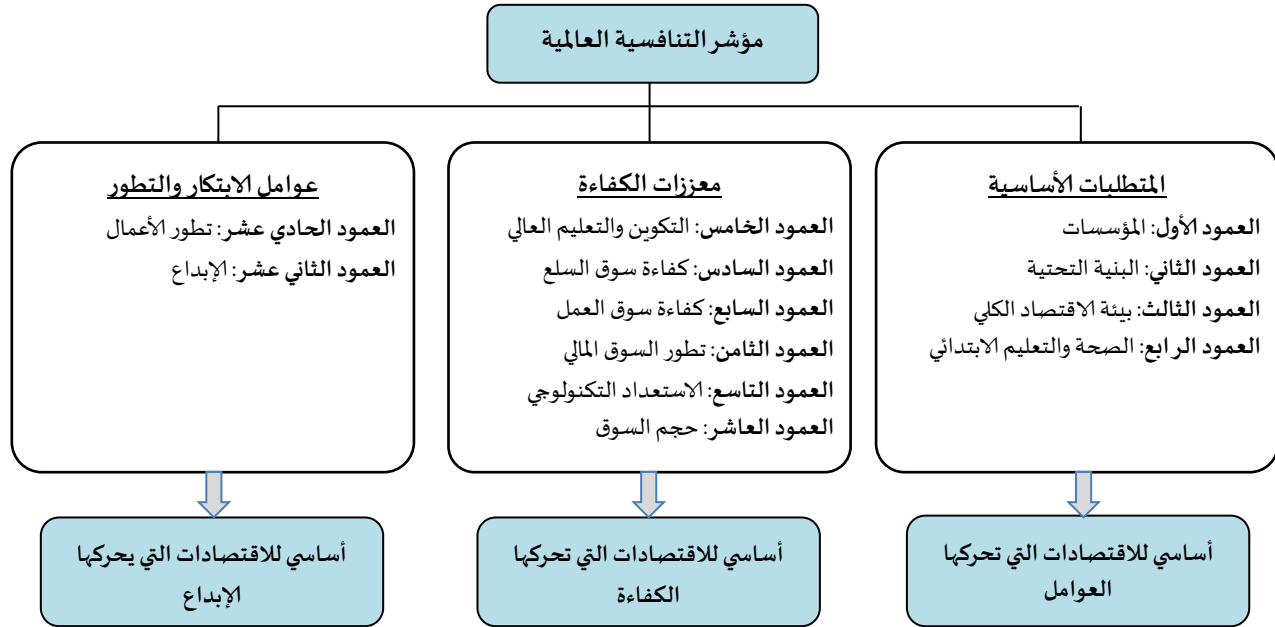 مؤشر التنافسية العالمية
المتطلبات الأساسية
العمود الأول: المؤسسات
العمود الثاني: البنية التحتية
العمود الثالث: بيئة الاقتصاد الكلي
العمود الرابع: الصحة والتعليم الابتدائي
معززات الكفاءة
العمود الخامس: التكوين والتعليم العالي
العمود السادس: كفاءة سوق السلع
العمود السابع: كفاءة سوق العمل
العمود الثامن: تطور السوق المالي
العمود التاسع: الاستعداد التكنولوجي
العمود العاشر: حجم السوق
عوامل الابتكار والتطور
العمود الحادي عشر: تطور الأعمال
العمود الثاني عشر: الإبداع
أساسي للاقتصادات التي تحركها
العوامل
أساسي للاقتصادات التي تحركها
الكفاءة
أساسي للاقتصادات التي يحركها
الإبداع